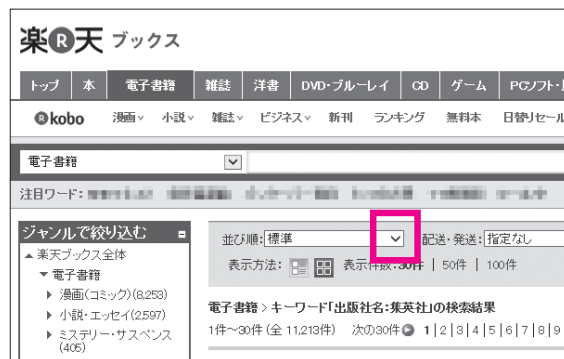 楽R天 ブックス
トップ 本 電子書籍 雑誌 洋書 DVD・ブルーレイ CD ゲーム PCソフト・
kobo 漫画 小説 雑誌 ビジネス 新刊 ランキング 無料本 日替りセール
電子書籍
注目ワード:
ジャンルで絞り込む
楽天ブックス全体
電子書籍
漫画(コミック)(8,253)
小説・エッセイ(2,597)
ミステリー・サスペンス
(405)
並び順: 標準 配送・発送: 指定なし
表示方法: 表示件数: 30件 | 50件 | 100件
電子書籍 > キーワード「出版社名:集英社」の検索結果
1件~30件 (全 11,213件) 次の30件 1 | 2 | 3 | 4 | 5 | 6 | 7 | 8 | 9